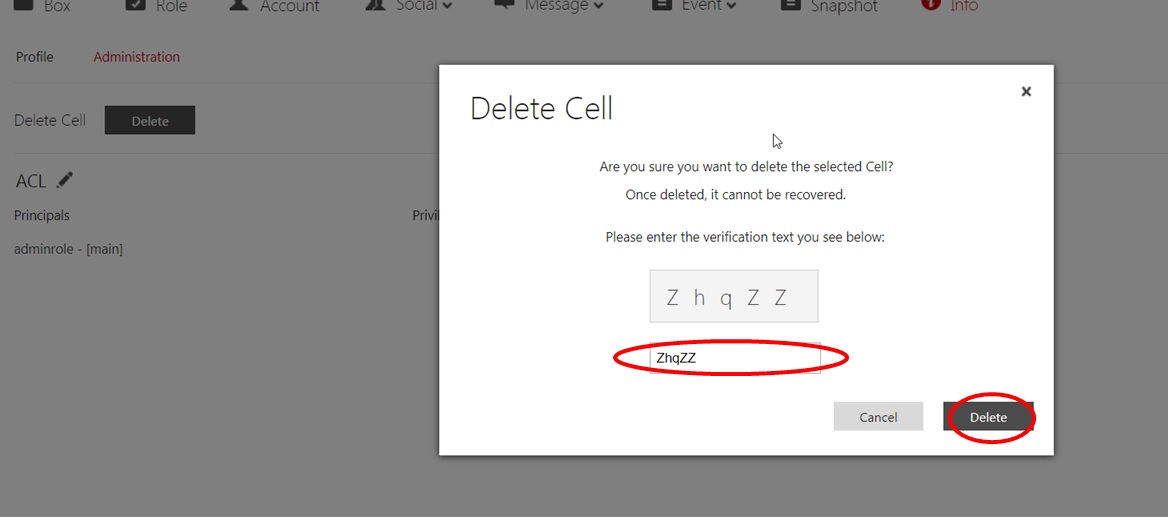 Box Role Account Social Message Event Snapshot Info
Profile Administration
Delete Cell Delete
ACL
Principals Privil
adminrole - [main]
Delete Cell
Are you sure you want to delete the selected Cell?
Once deleted, it cannot be recovered.
Please enter the verification text you see below:
Z h q Z Z
ZhqZZ
Cancel Delete